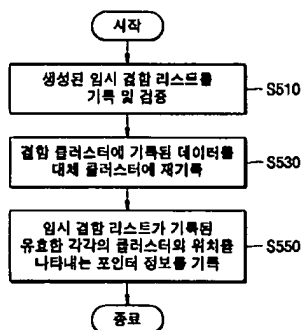 시작
생성된 임시 결함 리스트를
기록 및 검증
S510
결함 클러스터에 기록된 데이터를
대체 클러스터에 재기록
S530
임시 결함 리스트가 기록된
유효한 각각의 클러스터의 위치를
나타내는 포인터 정보를 기록
S550
종료